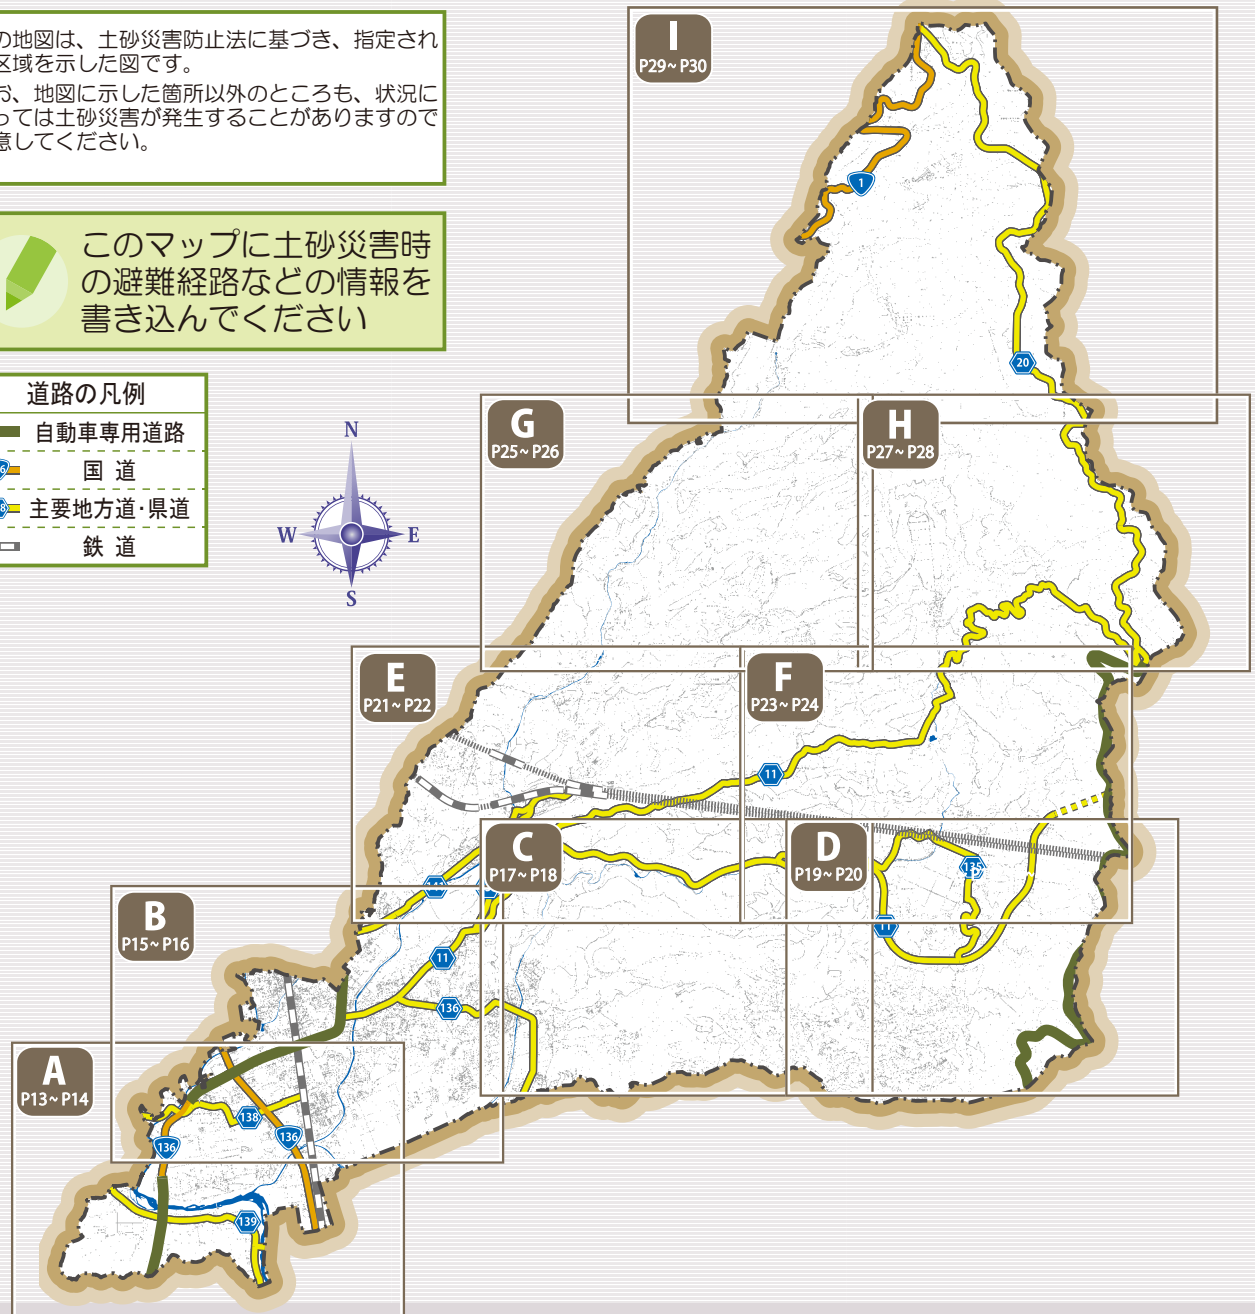 の地図は、土砂災害防止法に基づき、指定され
区域を示した図です。
お、地図に示した箇所以外のところも、状況に
っては土砂災害が発生することがありますので
意してください。
このマップに土砂災害時
の避難経路などの情報を
書き込んでください
道路の凡例
自動車専用道路
国 道
主要地方道・県道
鉄 道
N
W
E
S
I
P29~P30
1
20
G
P25~P26
H
P27~P28
E
P21~P22
F
P23~P24
11
C
P17~P18
D
P19~P20
135
11
B
P15~P16
11
136
A
P13~P14
138
136
136
139